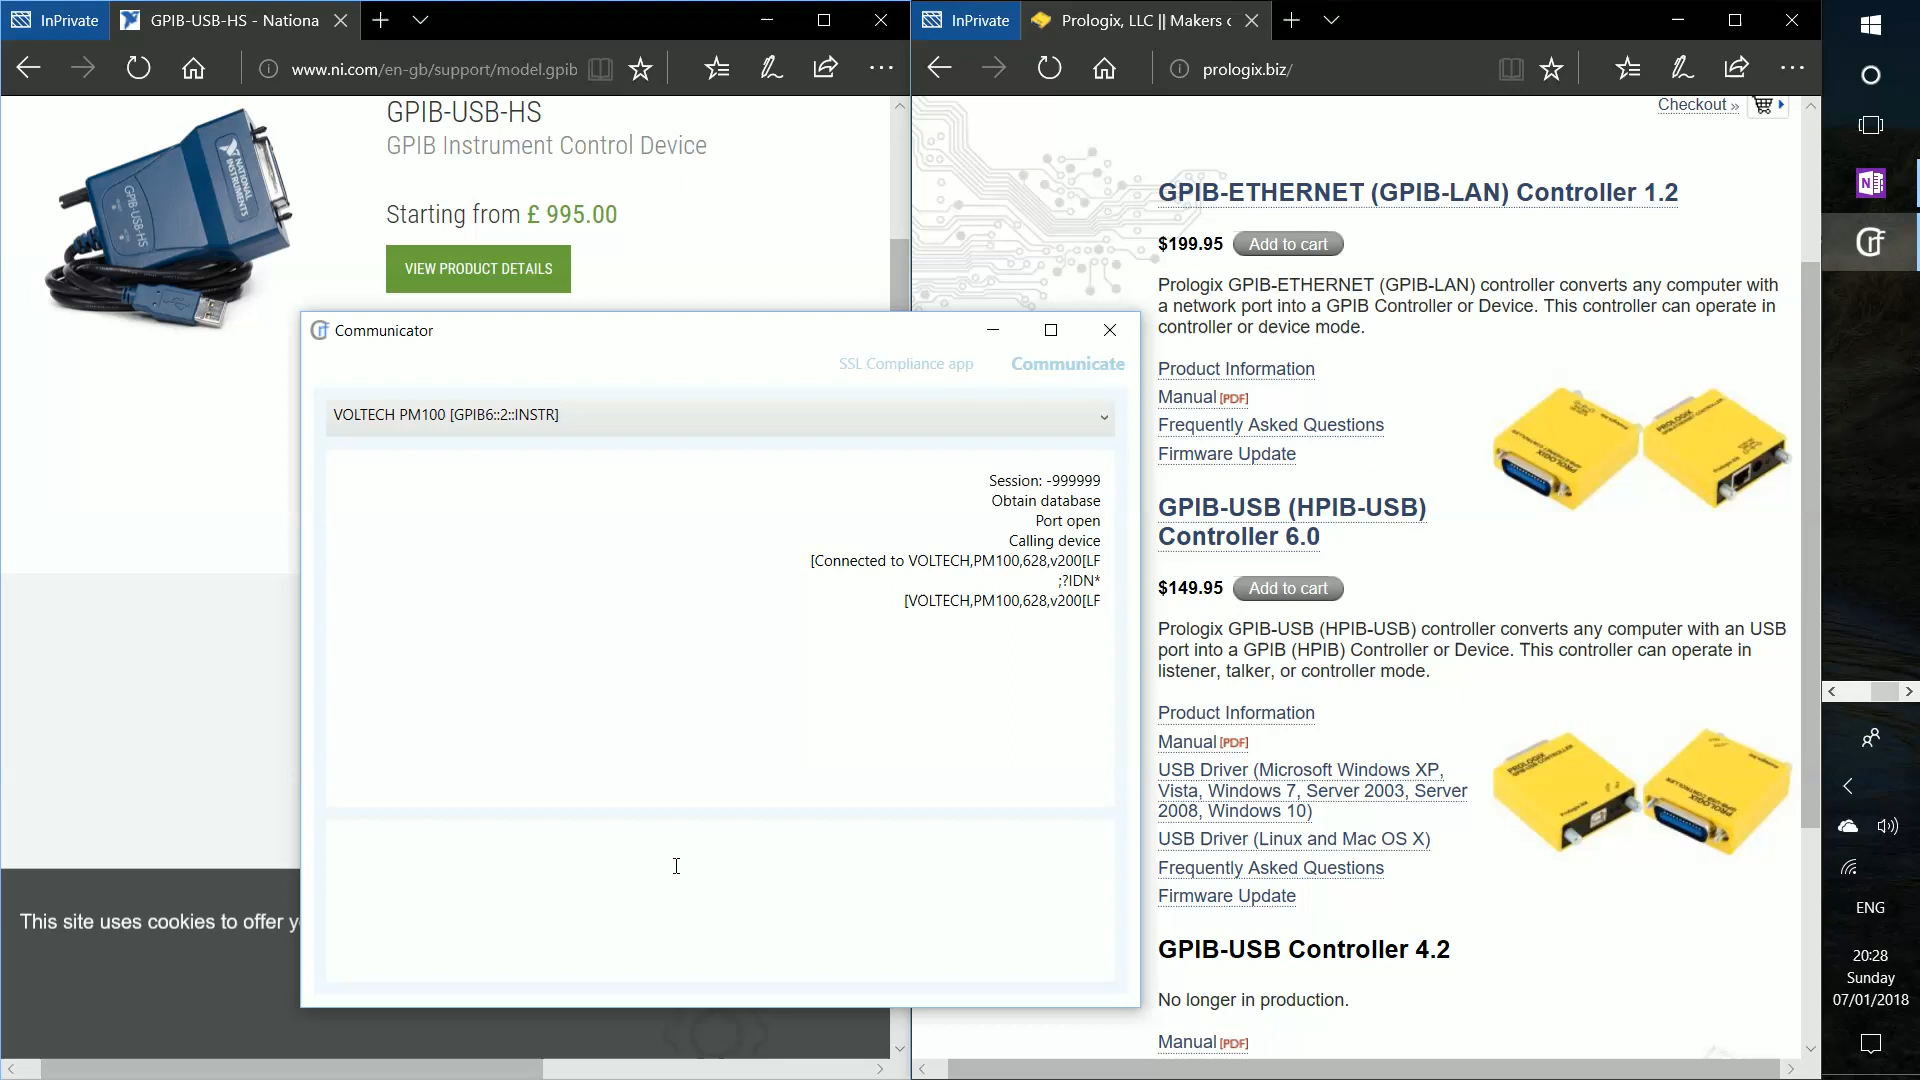 InPrivate
GPIB-USB-HS - Nationa
www.ni.com/en-gb/support/model.gpib
GPIB-USB-HS
GPIB Instrument Control Device
Starting from £ 995.00
VIEW PRODUCT DETAILS
NATIONAL INSTRUMENTS
GPIB-USB-HS
This site uses cookies to offer y
Communicator
SSL Compliance app
Communicate
VOLTECH PM100 [GPIB6::2::INSTR]
Session: -999999
Obtain database
Port open
Calling device
[Connected to VOLTECH,PM100,628,v200[LF
;?IDN*
[VOLTECH,PM100,628,v200[LF
InPrivate
Prologix, LLC || Makers o
prologix.biz/
Checkout »
GPIB-ETHERNET (GPIB-LAN) Controller 1.2
$199.95 Add to cart
Prologix GPIB-ETHERNET (GPIB-LAN) controller converts any computer with
a network port into a GPIB Controller or Device. This controller can operate in
controller or device mode.
Product Information
Manual [PDF]
Frequently Asked Questions
Firmware Update
GPIB-USB (HPIB-USB)
Controller 6.0
$149.95 Add to cart
Prologix GPIB-USB (HPIB-USB) controller converts any computer with an USB
port into a GPIB (HPIB) Controller or Device. This controller can operate in
listener, talker, or controller mode.
Product Information
Manual [PDF]
USB Driver (Microsoft Windows XP,
Vista, Windows 7, Server 2003, Server
2008, Windows 10)
USB Driver (Linux and Mac OS X)
Frequently Asked Questions
Firmware Update
GPIB-USB Controller 4.2
No longer in production.
Manual [PDF]
ENG
20:28
Sunday
07/01/2018